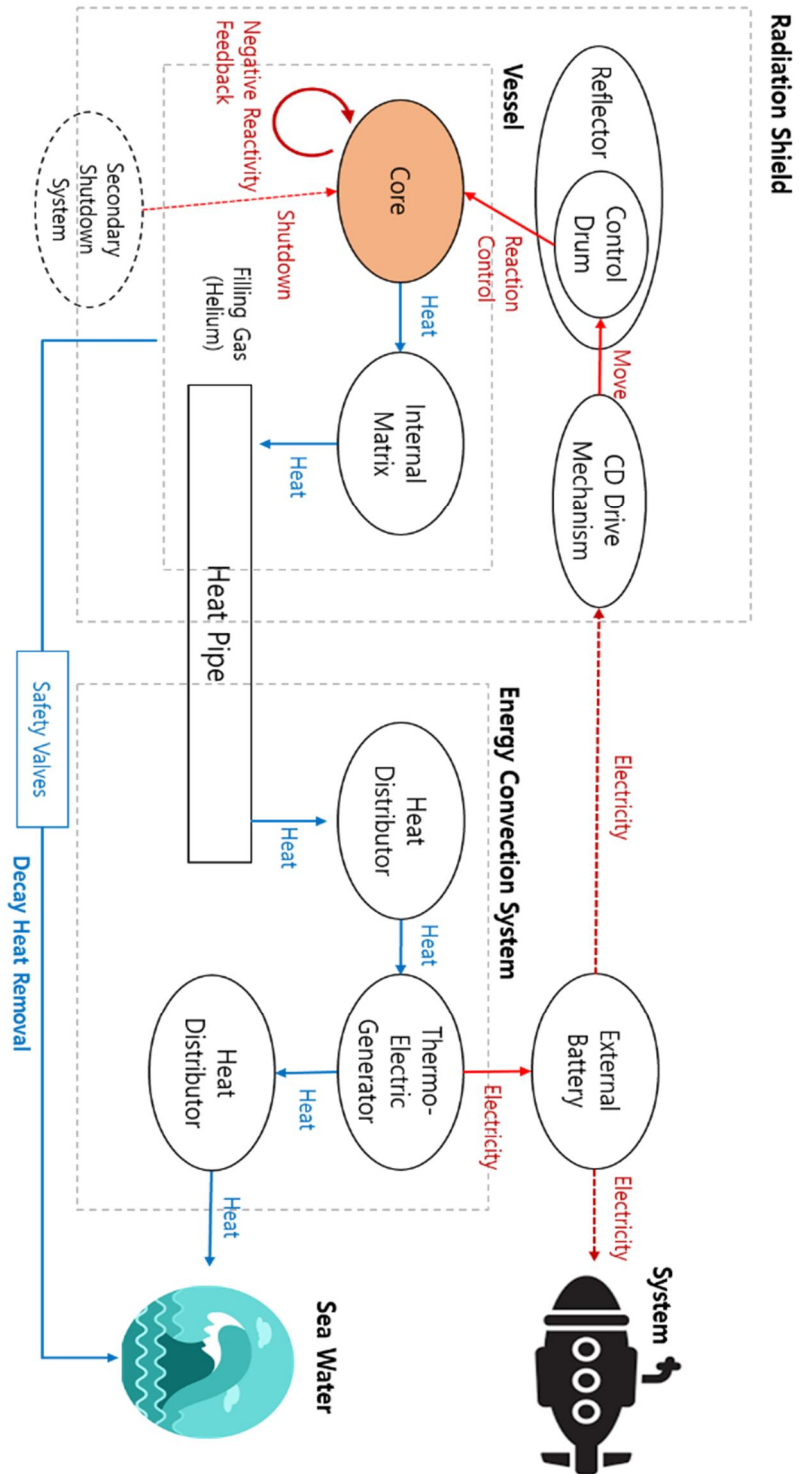 Radiation Shield
Reflector
Control
Drum
Move
CD Drive
Mechanism
Electricity
External
Battery
Electricity
System
Reaction
Control
Vessel
Core
Negative Reactivity
Feedback
Heat
Internal
Matrix
Heat
Shutdown
Filling Gas
(Helium)
Secondary
Shutdown
System
Heat Pipe
Energy Convection System
Heat
Heat
Distributor
Heat
Thermo-
Electric
Generator
Electricity
Heat
Heat
Distributor
Heat
Sea Water
Safety Valves
Decay Heat Removal